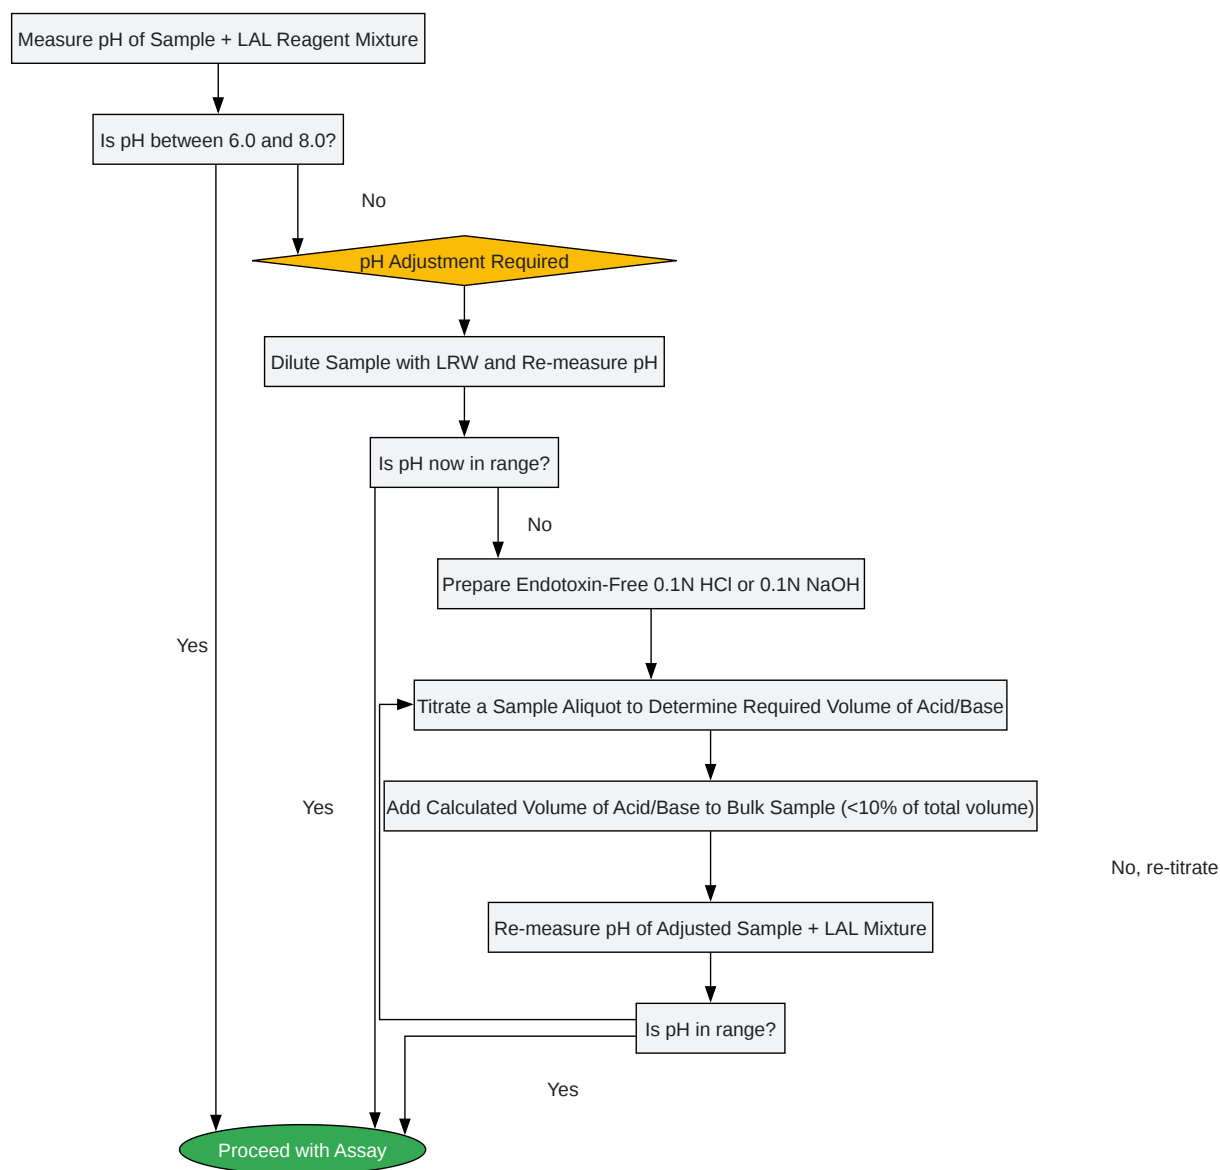 Measure pH of Sample + LAL Reagent Mixture
Is pH between 6.0 and 8.0?
No
pH Adjustment Required
Dilute Sample with LRW and Re-measure pH
Is pH now in range?
No
Prepare Endotoxin-Free 0.1N HCl or 0.1N NaOH
Yes
Titrate a Sample Aliquot to Determine Required Volume of Acid/Base
Yes
Add Calculated Volume of Acid/Base to Bulk Sample (<10% of total volume)
No, re-titrate
Re-measure pH of Adjusted Sample + LAL Mixture
Is pH in range?
Yes
Proceed with Assay